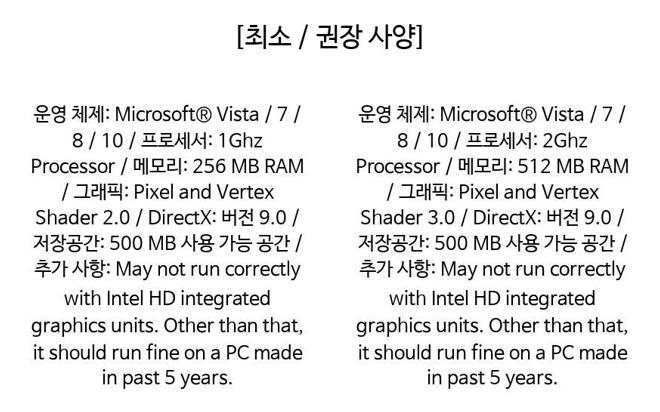 [최소 / 권장 사양]
운영 체제: Microsoft® Vista / 7 /
8 / 10 / 프로세서: 1Ghz
Processor / 메모리: 256 MB RAM
/ 그래픽: Pixel and Vertex
Shader 2.0 / DirectX: 버전 9.0 /
저장공간: 500 MB 사용 가능 공간 /
추가 사항: May not run correctly
with Intel HD integrated
graphics units. Other than that,
it should run fine on a PC made
in past 5 years.
운영 체제: Microsoft® Vista / 7 /
8 / 10 / 프로세서: 2Ghz
Processor / 메모리: 512 MB RAM
/ 그래픽: Pixel and Vertex
Shader 3.0 / DirectX: 버전 9.0 /
저장공간: 500 MB 사용 가능 공간 /
추가 사항: May not run correctly
with Intel HD integrated
graphics units. Other than that,
it should run fine on a PC made
in past 5 years.